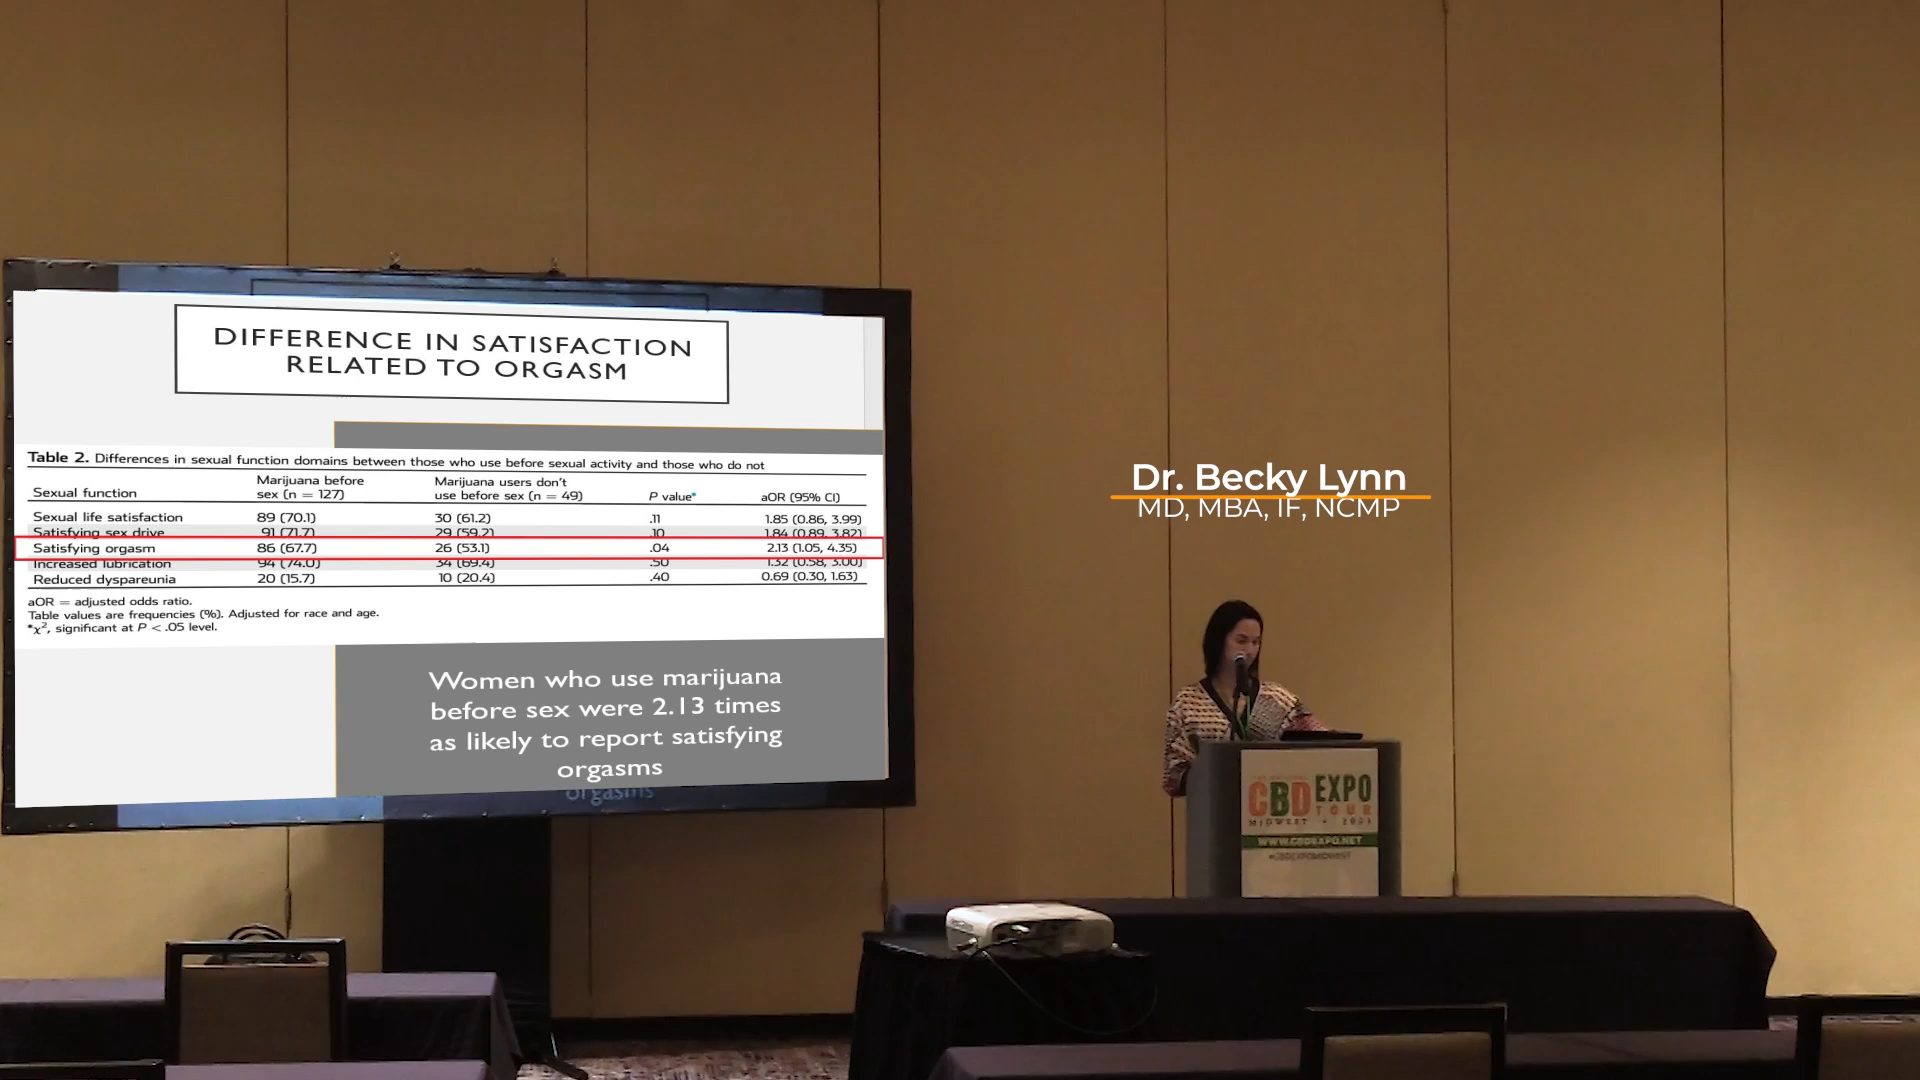 DIFFERENCE IN SATISFACTION
RELATED TO ORGASM
Table 2. Differences in sexual function domains between those who use before sexual activity and those who do not
Sexual function Marijuana before sex (n = 127) Marijuana users don't use before sex (n = 49) P value* aOR (95% CI)
Sexual life satisfaction 89 (70.1) 30 (61.2) .11 1.85 (0.86, 3.99)
Satisfying sex drive 91 (71.7) 29 (59.2) .10 1.84 (0.89, 3.82)
Satisfying orgasm 86 (67.7) 26 (53.1) .04 2.13 (1.05, 4.35)
Increased lubrication 94 (74.0) 34 (69.4) .50 1.32 (0.58, 3.00)
Reduced dyspareunia 20 (15.7) 10 (20.4) .40 0.69 (0.30, 1.63)
aOR = adjusted odds ratio.
Table values are frequencies (%). Adjusted for race and age.
*χ², significant at P < .05 level.
Women who use marijuana
before sex were 2.13 times
as likely to report satisfying
orgasms
orgasms
Dr. Becky Lynn
MD, MBA, IF, NCMP
CBD EXPO
TOUR
MIDWEST • 2021
WWW.CBDEXPO.NET
#CBDEXPOMIDWEST